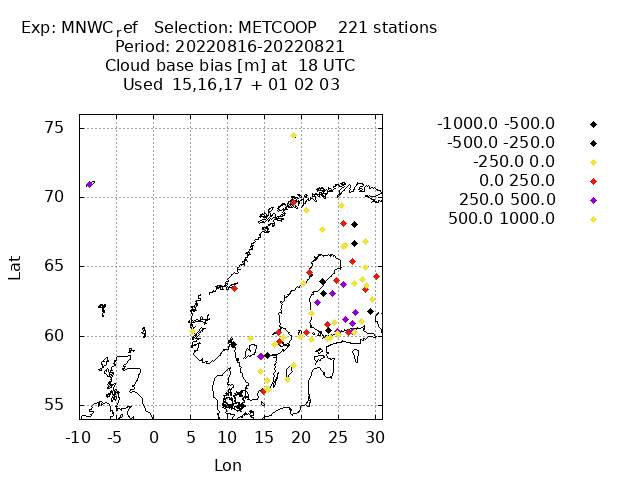 Exp: MNWCref   Selection: METCOOP    221 stations
Period: 20220816-20220821
Cloud base bias [m] at  18 UTC
Used  15,16,17 + 01 02 03
-1000.0 -500.0
-500.0 -250.0
-250.0 0.0
0.0 250.0
250.0 500.0
500.0 1000.0
75
70
65
60
55
Lat
-10 -5 0 5 10 15 20 25 30
Lon